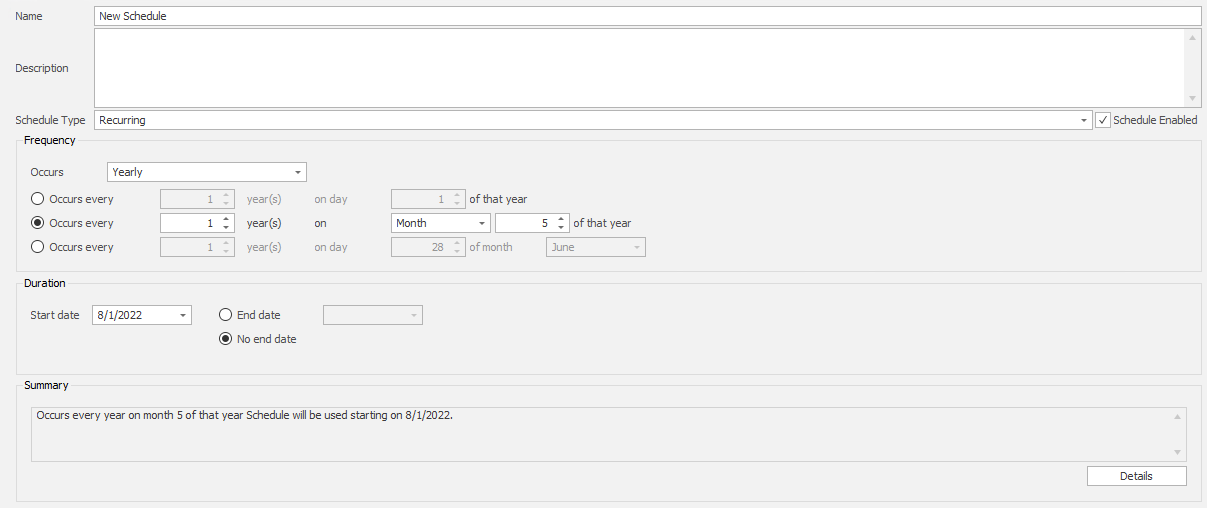 Name New Schedule
Description
Schedule Type Recurring Schedule Enabled
Frequency
Occurs Yearly
Occurs every 1 year(s) on day 1 of that year
Occurs every 1 year(s) on Month 5 of that year
Occurs every 1 year(s) on day 28 of month June
Duration
Start date 8/1/2022 End date
No end date
Summary
Occurs every year on month 5 of that year Schedule will be used starting on 8/1/2022.
Details